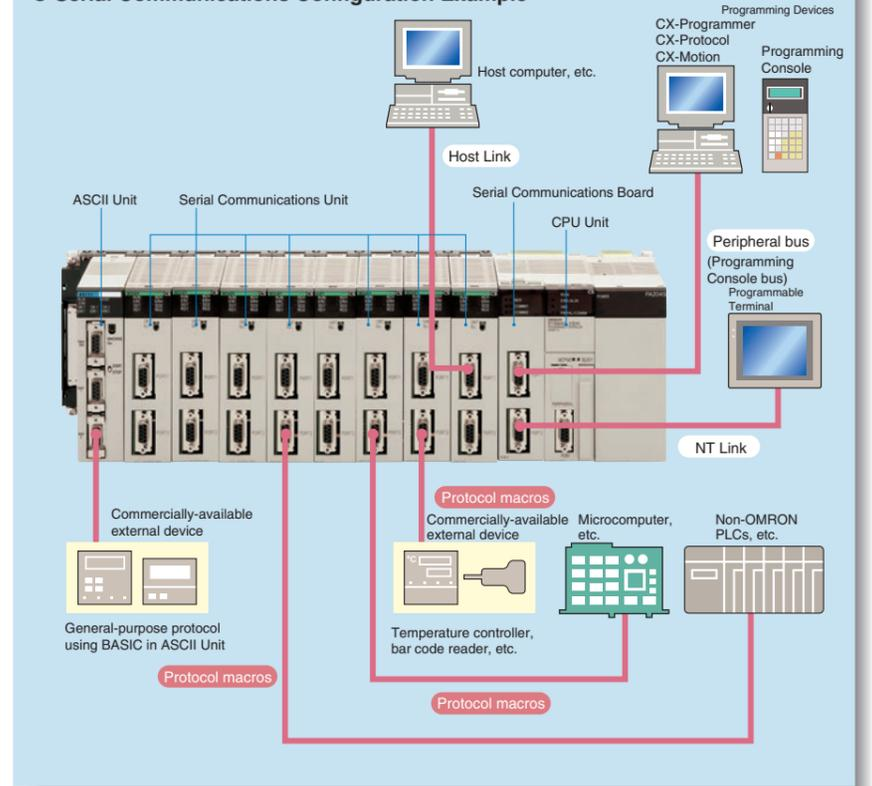 Serial Communications Configuration Example
Programming Devices
CX-Programmer
CX-Protocol
CX-Motion
Programming
Console
Host computer, etc.
Host Link
ASCII Unit
Serial Communications Unit
Serial Communications Board
CPU Unit
Peripheral bus
(Programming
Console bus)
Programmable
Terminal
NT Link
Protocol macros
Commercially-available
external device
Commercially-available
external device
Microcomputer,
etc.
Non-OMRON
PLCs, etc.
°C
General-purpose protocol
using BASIC in ASCII Unit
Temperature controller,
bar code reader, etc.
Protocol macros
Protocol macros